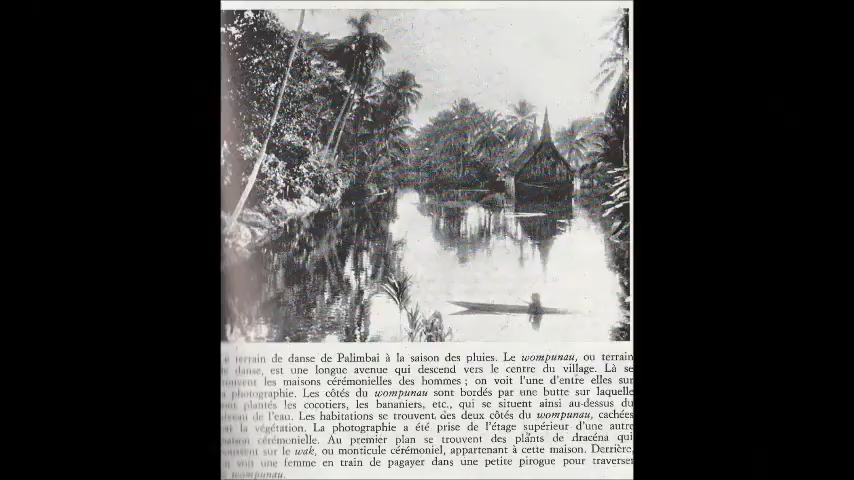 terrain de danse de Palimbai à la saison des pluies. Le wompunau, ou terrain
danse, est une longue avenue qui descend vers le centre du village. Là se
trouvent les maisons cérémonielles des hommes ; on voit l'une d'entre elles sur
photographie. Les côtés du wompunau sont bordés par une butte sur laquelle
plantés les cocotiers, les bananiers, etc., qui se situent ainsi au-dessus du
de l'eau. Les habitations se trouvent des deux côtés du wompunau, cachées
la végétation. La photographie a été prise de l'étage supérieur d'une autre
cérémonielle. Au premier plan se trouvent des plants de dracéna qui
sur le wak, ou monticule cérémoniel, appartenant à cette maison. Derrière,
voit une femme en train de pagayer dans une petite pirogue pour traverser
wompunau.